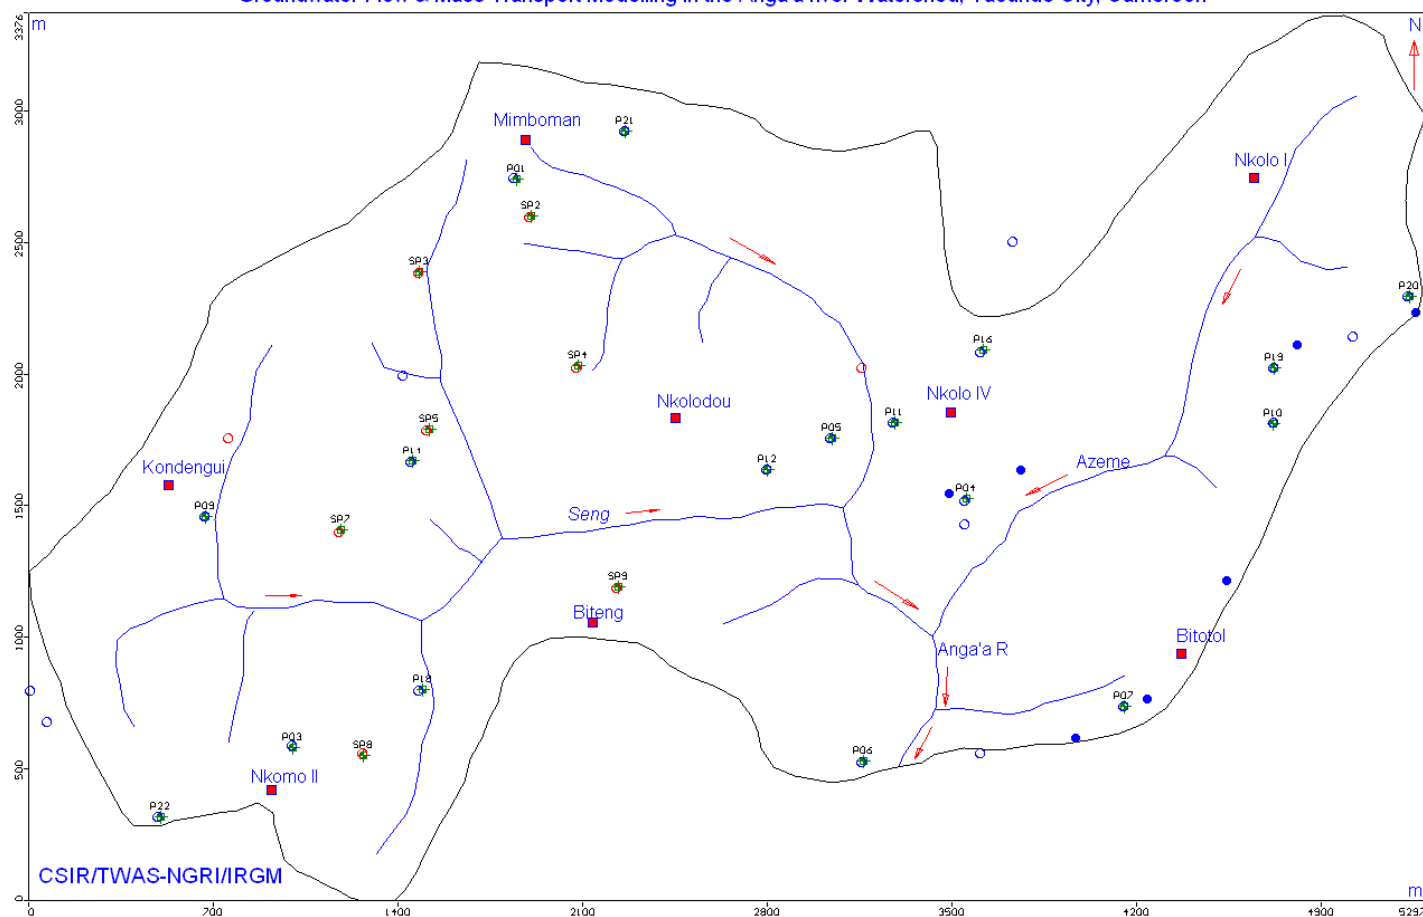 Groundwater Flow & Mass Transport Modelling in the Anga'a river Watershed, Yaounde City, Cameroon
3376
m
N
3000
Mimboman
P21
Nkolo I
P01
SP2
2500
SP3
P20
P16
SP4
P19
2000
Nkolodou
Nkolo IV
SP5
P05
P11
P10
P11
Kondengui
P12
Azeme
P04
1500
P09
Seng
SP7
SP9
Biteng
1000
Anga'a R
Bitotol
P18
P07
P03
SP8
P06
500
Nkomo II
P22
CSIR/TWAS-NGRI/IRGM
m
0
0
700
1400
2100
2800
3500
4200
4900
5297